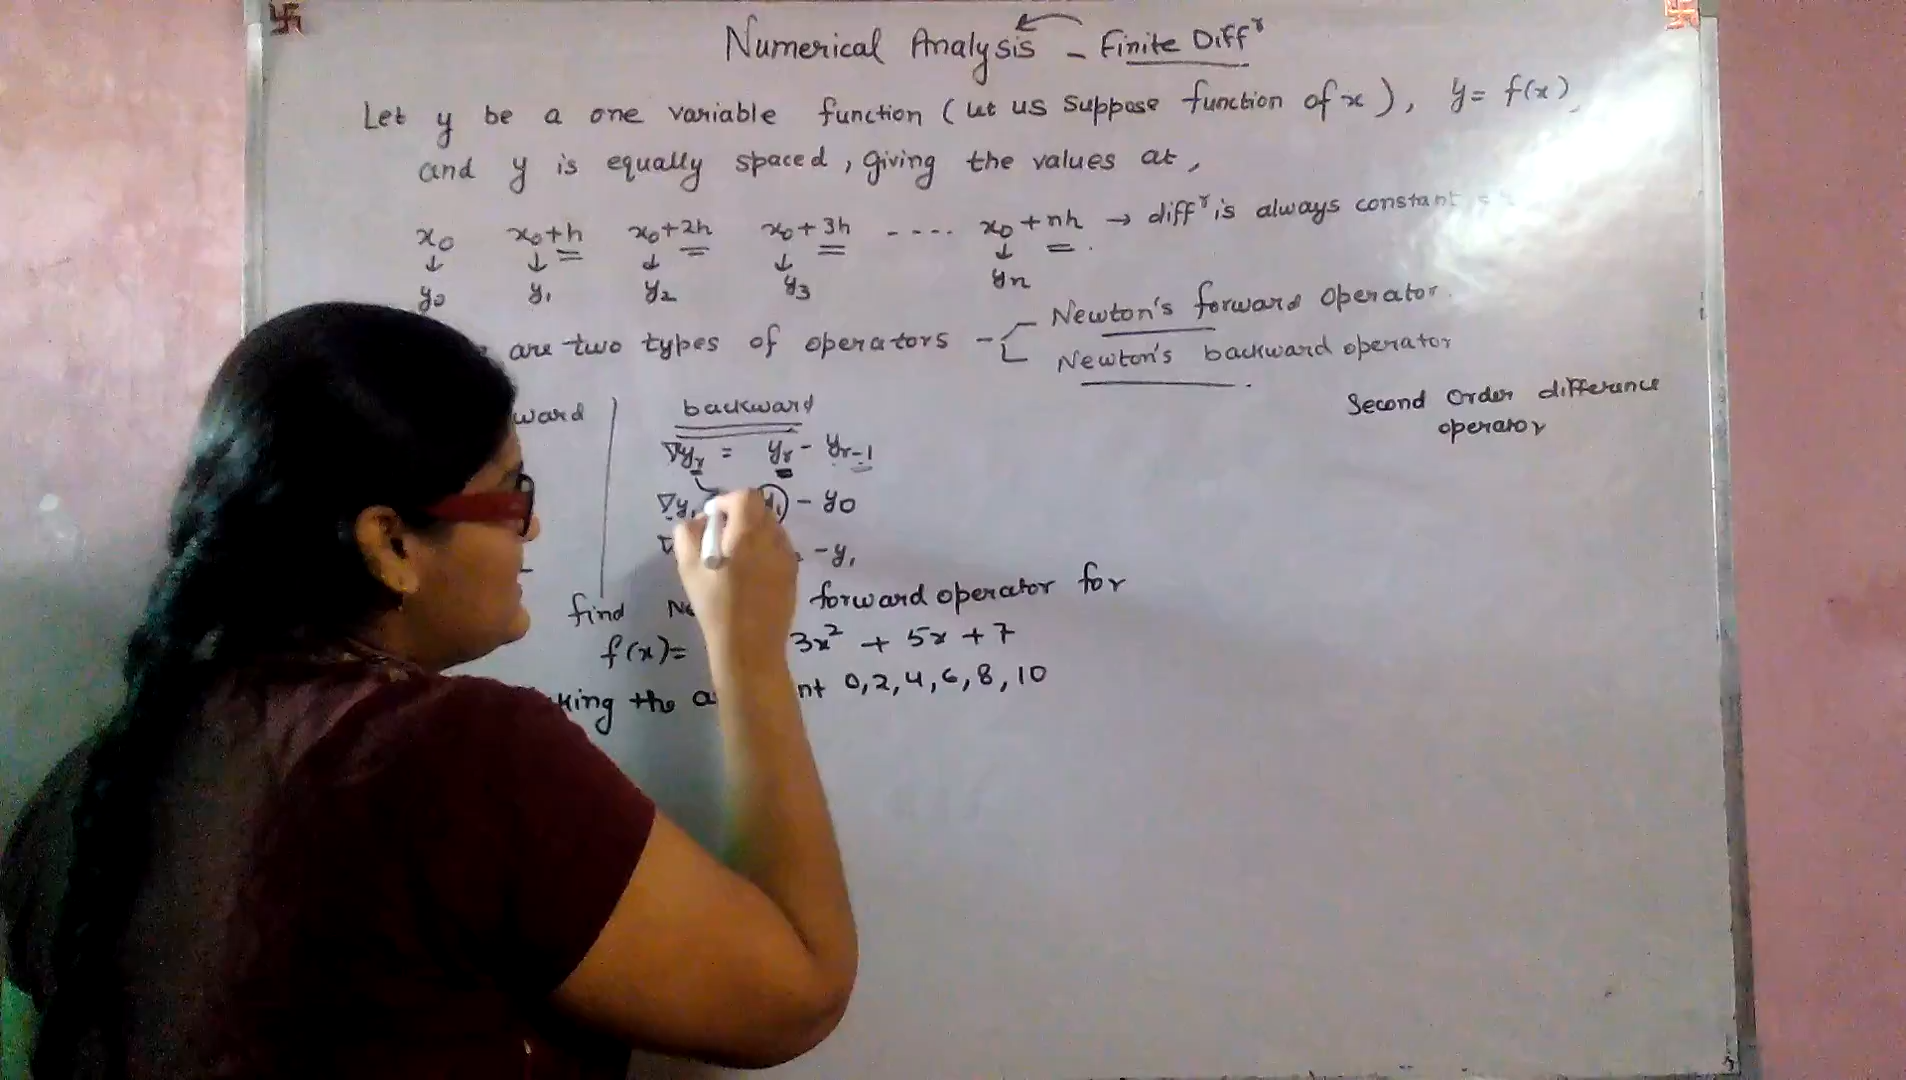 Numerical Analysis - Finite Diffʳ
Let y be a one variable function (let us suppose function of x), y = f(x)
and y is equally spaced, giving the values at,
x₀ x₀+h x₀+2h x₀+3h ---- x₀+nh → diffʳ is always constant
↓ ↓ ↓ ↓ ↓
y₀ y₁ y₂ y₃ yn
are two types of operators - Newton's forward operator
Newton's backward operator
Second Order difference
operator
ward backward
∇yᵣ = yᵣ - yᵣ₋₁
∇y₁ y₁ - y₀
∇ - y₁
find forward operator for
f(x)= 3x² + 5x + 7
king the a nt 0,2,4,6,8,10